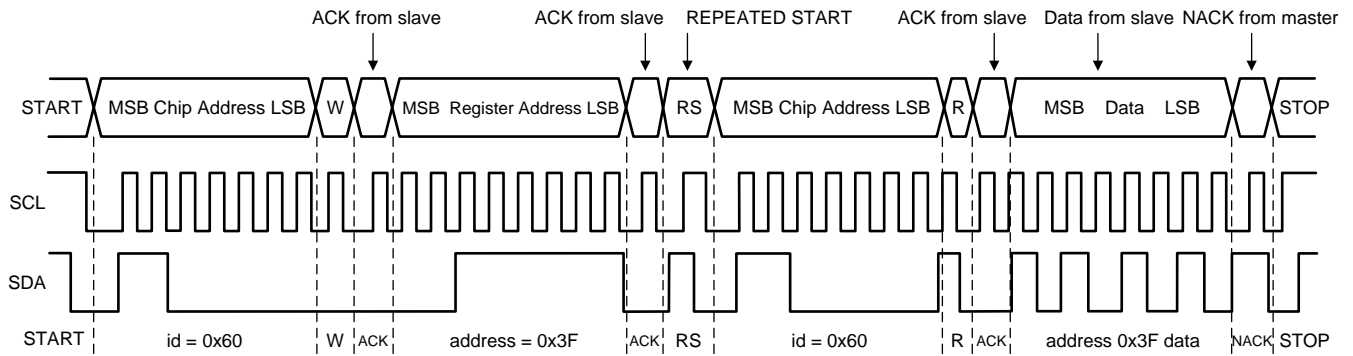 ACK from slave ACK from slave REPEATED START ACK from slave Data from slave NACK from master
START MSB Chip Address LSB W MSB Register Address LSB RS MSB Chip Address LSB R MSB Data LSB STOP
SCL
SDA
START id = 0x60 W ACK address = 0x3F ACK RS id = 0x60 R ACK address 0x3F data NACK STOP